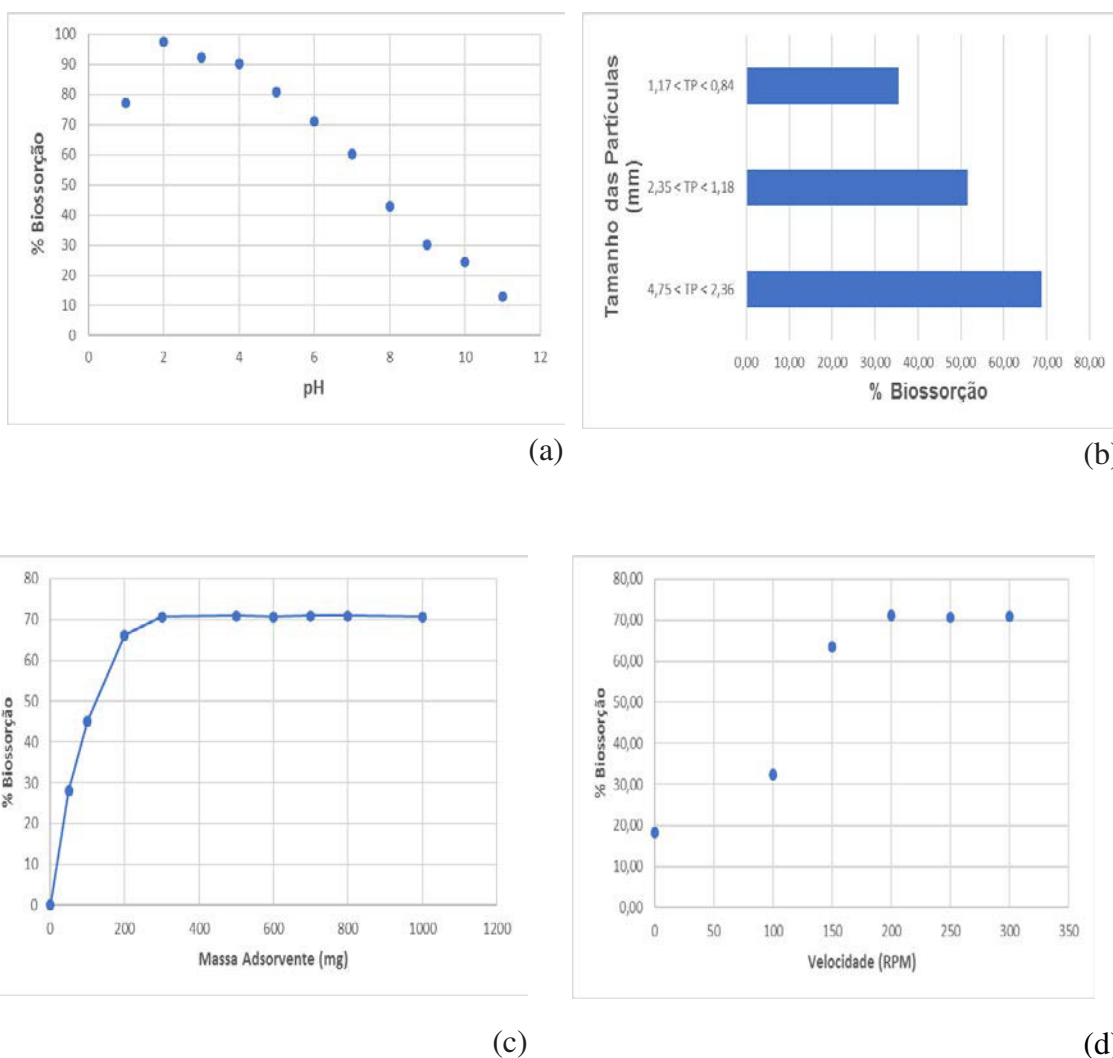 100
90
80
70
60
50
40
30
20
10
0
% Biossorção
0 2 4 6 8 10 12
pH
(a)
Tamanho das Partículas
(mm)
1,17 < TP < 0,84
2,35 < TP < 1,18
4,75 < TP < 2,36
0,00 10,00 20,00 30,00 40,00 50,00 60,00 70,00 80,00
% Biossorção
(b)
80
70
60
50
40
30
20
10
0
% Biossorção
0 200 400 600 800 1000 1200
Massa Adsorvente (mg)
(c)
80,00
70,00
60,00
50,00
40,00
30,00
20,00
10,00
0,00
% Biossorção
0 50 100 150 200 250 300 350
Velocidade (RPM)
(d)